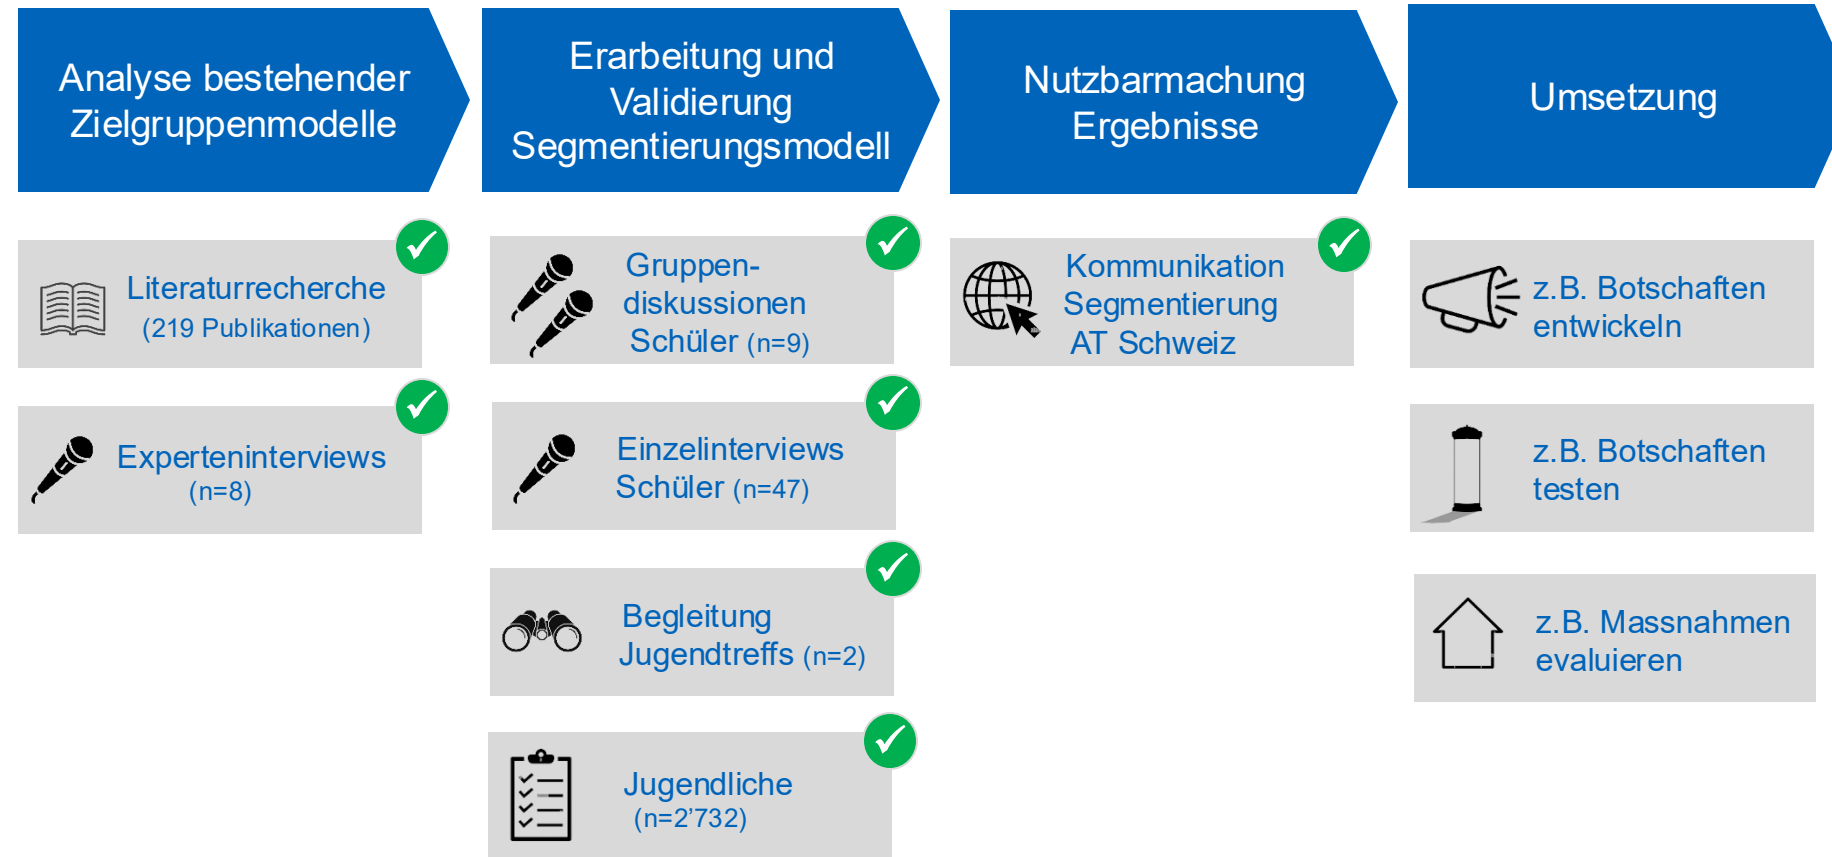 Analyse bestehender
Zielgruppenmodelle
Erarbeitung und
Validierung
Segmentierungsmodell
Nutzbarmachung
Ergebnisse
Umsetzung
Literaturrecherche
(219 Publikationen)
Experteninterviews
(n=8)
Gruppen-
diskussionen
Schüler (n=9)
Einzelinterviews
Schüler (n=47)
Begleitung
Jugendtreffs (n=2)
Jugendliche
(n=2'732)
Kommunikation
Segmentierung
AT Schweiz
z.B. Botschaften
entwickeln
z.B. Botschaften
testen
z.B. Massnahmen
evaluieren